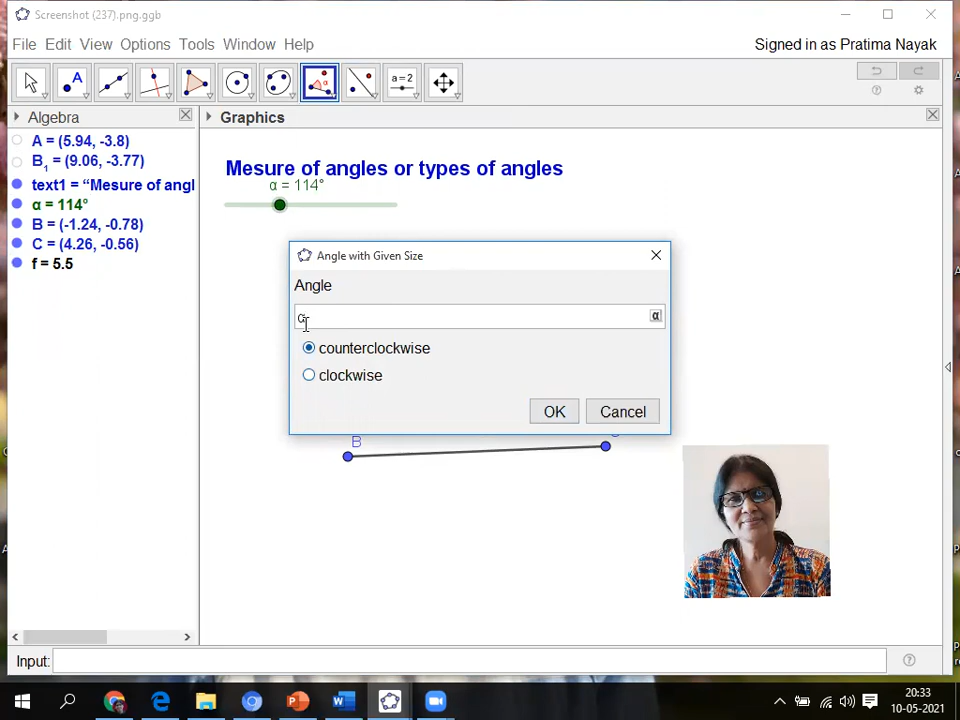 Screenshot (237).png.ggb
File Edit View Options Tools Window Help
Signed in as Pratima Nayak
A
α
a=2
Algebra
Graphics
A = (5.94, -3.8)
B1 = (9.06, -3.77)
text1 = “Mesure of angl
α = 114°
B = (-1.24, -0.78)
C = (4.26, -0.56)
f = 5.5
Mesure of angles or types of angles
α = 114°
Angle with Given Size
Angle
α
α
counterclockwise
clockwise
OK Cancel
B
Input:
20:33
10-05-2021